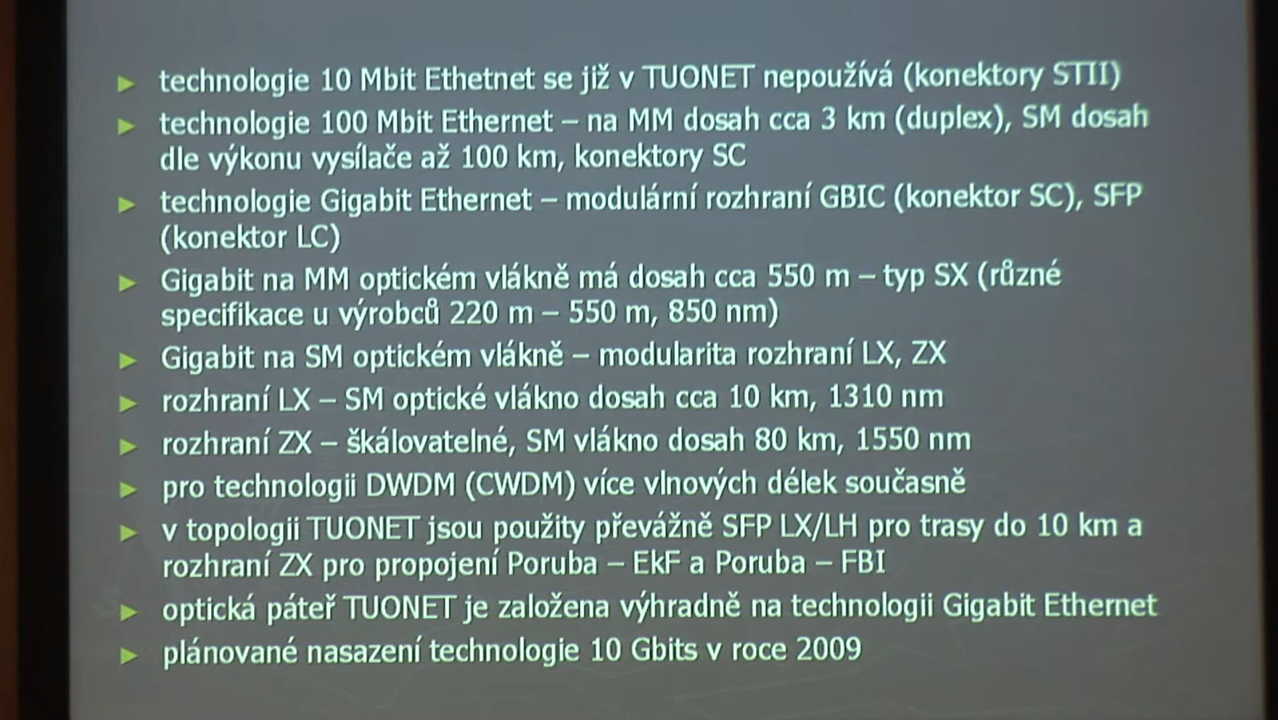 ► technologie 10 Mbit Ethetnet se již v TUONET nepoužívá (konektory STII)
► technologie 100 Mbit Ethernet – na MM dosah cca 3 km (duplex), SM dosah
dle výkonu vysílače až 100 km, konektory SC
► technologie Gigabit Ethernet – modulární rozhraní GBIC (konektor SC), SFP
(konektor LC)
► Gigabit na MM optickém vlákně má dosah cca 550 m – typ SX (různé
specifikace u výrobců 220 m – 550 m, 850 nm)
► Gigabit na SM optickém vlákně – modularita rozhraní LX, ZX
► rozhraní LX – SM optické vlákno dosah cca 10 km, 1310 nm
► rozhraní ZX – škálovatelné, SM vlákno dosah 80 km, 1550 nm
► pro technologii DWDM (CWDM) více vlnových délek současně
► v topologii TUONET jsou použity převážně SFP LX/LH pro trasy do 10 km a
rozhraní ZX pro propojení Poruba – EkF a Poruba – FBI
► optická páteř TUONET je založena výhradně na technologii Gigabit Ethernet
► plánované nasazení technologie 10 Gbits v roce 2009